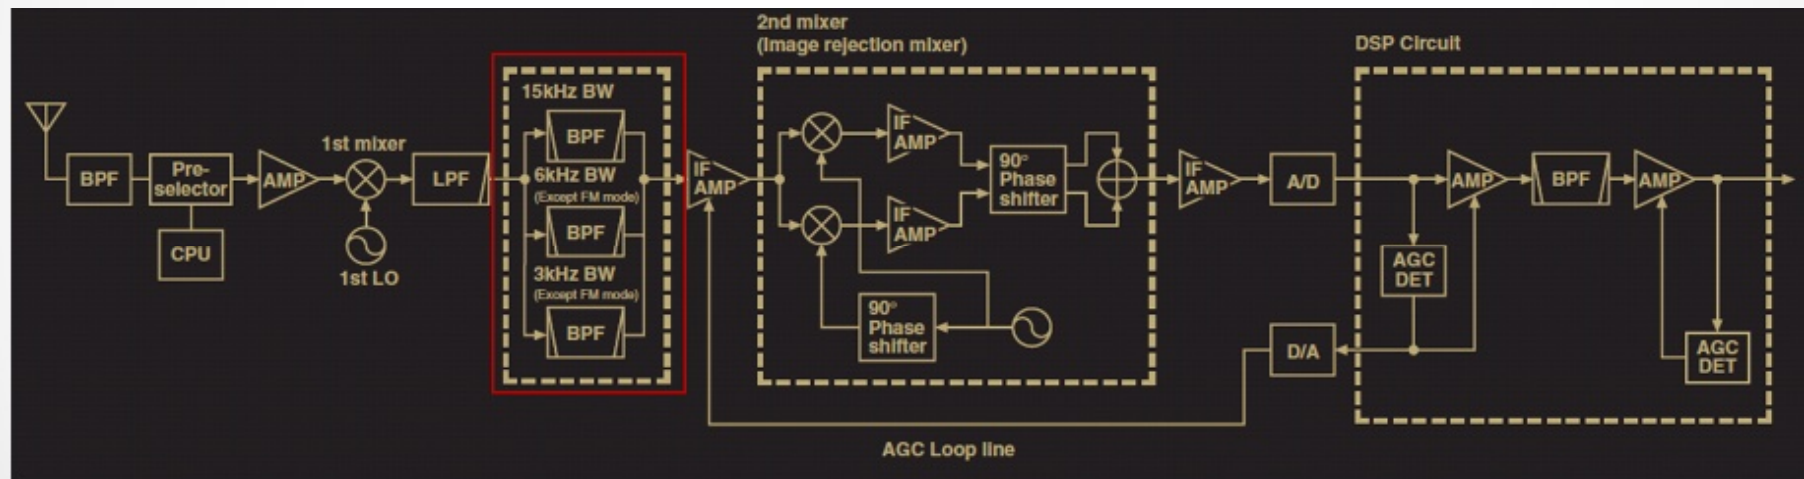 2nd mixer
(Image rejection mixer)
DSP Circuit
15kHz BW
BPF
6kHz BW
(Except FM mode)
BPF
3kHz BW
(Except FM mode)
BPF
1st mixer
BPF
Pre-
selector
AMP
LPF
CPU
1st LO
IF
AMP
IF
AMP
IF
AMP
90°
Phase
shifter
90°
Phase
shifter
IF
AMP
A/D
D/A
AMP
BPF
AMP
AGC
DET
AGC
DET
AGC Loop line